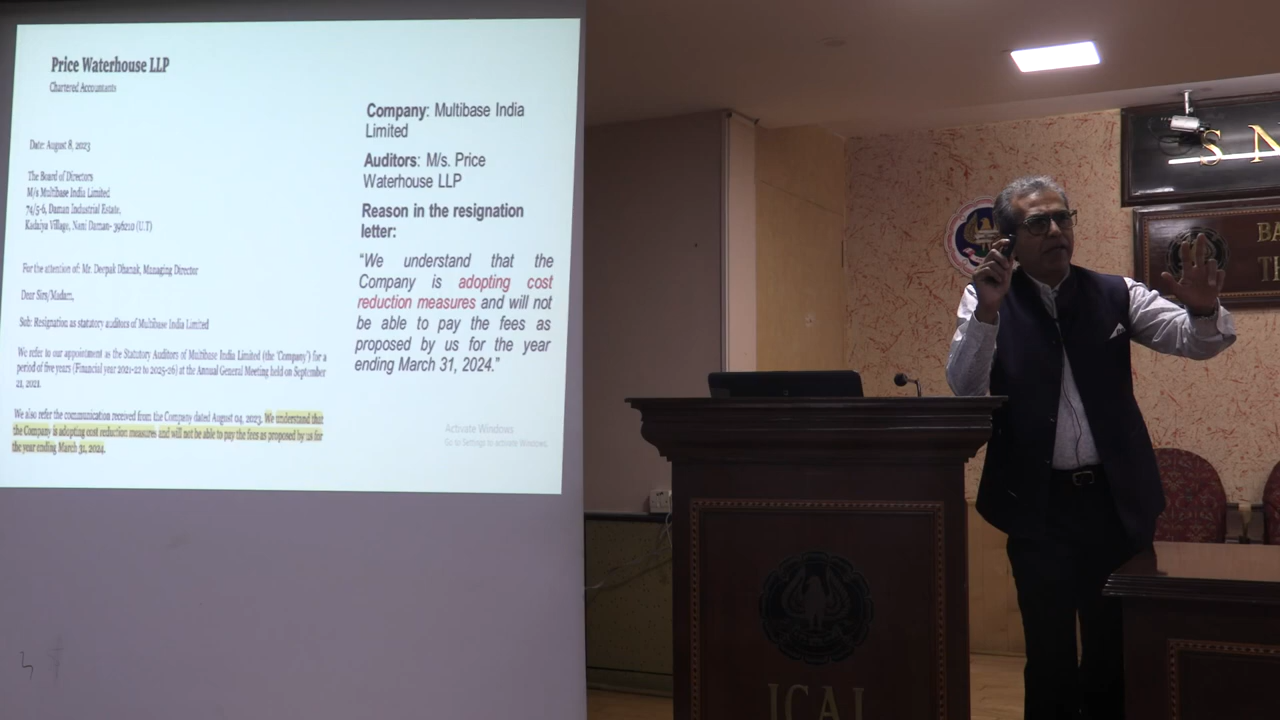 Price Waterhouse LLP
Chartered Accountants
Date: August 8, 2023
The Board of Directors
M/s Multibase India Limited
74/5-6, Daman Industrial Estate,
Kadaiya Village, Nani Daman- 396210 (U.T)
For the attention of: Mr. Deepak Dhanak, Managing Director
Dear Sirs/Madam,
Sub: Resignation as statutory auditors of Multibase India Limited
We refer to our appointment as the Statutory Auditors of Multibase India Limited (the 'Company') for a
period of five years (Financial year 2021-22 to 2025-26) at the Annual General Meeting held on September
21, 2021.
We also refer the communication received from the Company dated August 04, 2023. We understand that
the Company is adopting cost reduction measures and will not be able to pay the fees as proposed by us for
the year ending March 31, 2024.
Company: Multibase India
Limited
Auditors: M/s. Price
Waterhouse LLP
Reason in the resignation
letter:
"We understand that the
Company is adopting cost
reduction measures and will not
be able to pay the fees as
proposed by us for the year
ending March 31, 2024."
Activate Windows
Go to Settings to activate Windows.
S N
BA
TH
ICAI